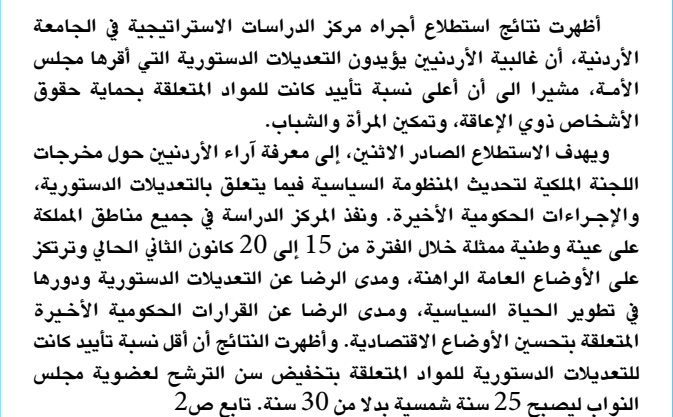 أظهرت نتائج استطلاع أجراه مركز الدراسات الاستراتيجية في الجامعة
الأردنية، أن غالبية الأردنيين يؤيدون التعديلات الدستورية التي أقرها مجلس
الأمـة، مشيرا الى أن أعلى نسبة تأييد كانت للمواد المتعلقة بحماية حقوق
الأشخاص ذوي الإعاقة، وتمكين المرأة والشباب.
ويهدف الاستطلاع الصادر الاثنين، إلى معرفة آراء الأردنيين حول مخرجات
اللجنة الملكية لتحديث المنظومة السياسية فيما يتعلق بالتعديلات الدستورية،
والإجـراءات الحكومية الأخيرة. ونفذ المركز الدراسة في جميع مناطق المملكة
على عينة وطنية ممثلة خلال الفترة من 15 إلى 20 كانون الثاني الحالي وترتكز
على الأوضاع العامة الراهنة، ومدى الرضا عن التعديلات الدستورية ودورها
في تطوير الحياة السياسية، ومـدى الرضا عن القرارات الحكومية الأخـيرة
المتعلقة بتحسين الأوضاع الاقتصادية. وأظهرت النتائج أن أقل نسبة تأييد كانت
للتعديلات الدستورية للمواد المتعلقة بتخفيض سن الترشح لعضوية مجلس
النواب ليصبح 25 سنة شمسية بدلا من 30 سنة. تابع ص2